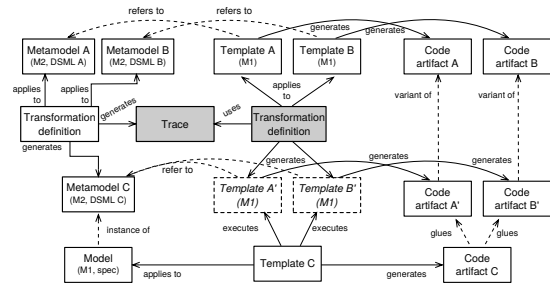 refers to
refers to
generates
generates
Metamodel A
(M2, DSML A)
Metamodel B
(M2, DSML B)
Template A
(M1)
Template B
(M1)
Code
artifact A
Code
artifact B
applies
to
applies
to
applies
to
variant of
variant of
Transformation
definition
generates
Trace
uses
Transformation
definition
generates
refer to
generates
generates
generates
Metamodel C
(M2, DSML C)
Template A'
(M1)
Template B'
(M1)
Code
artifact A'
Code
artifact B'
instance of
executes
executes
glues
glues
Model
(M1, spec)
applies to
Template C
generates
Code
artifact C